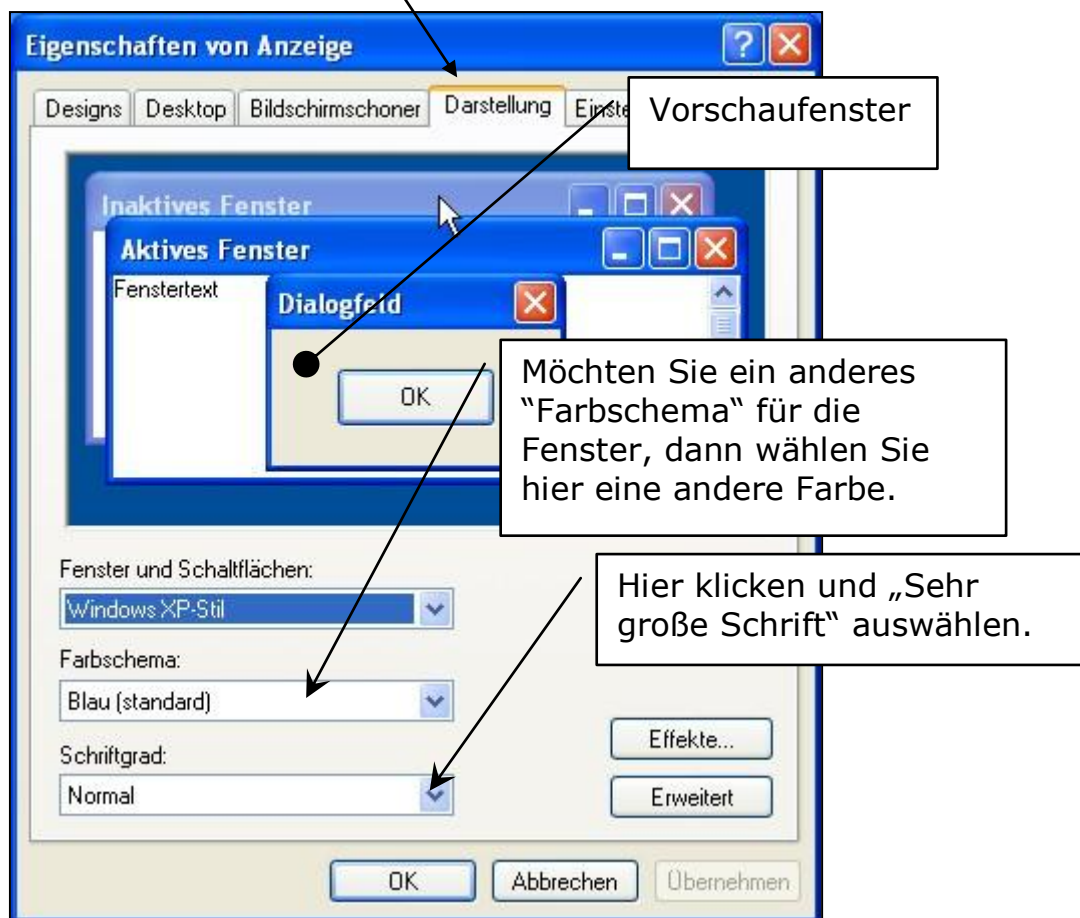 Eigenschaften von Anzeige
Designs Desktop Bildschirmschoner Darstellung Einste
Vorschaufenster
Inaktives Fenster
Aktives Fenster
Fenstertext
Dialogfeld
OK
Möchten Sie ein anderes
“Farbschema“ für die
Fenster, dann wählen Sie
hier eine andere Farbe.
Fenster und Schaltflächen:
Windows XP-Stil
Hier klicken und „Sehr
große Schrift“ auswählen.
Farbschema:
Blau (standard)
Schriftgrad:
Normal
Effekte...
Erweitert
OK Abbrechen Übernehmen